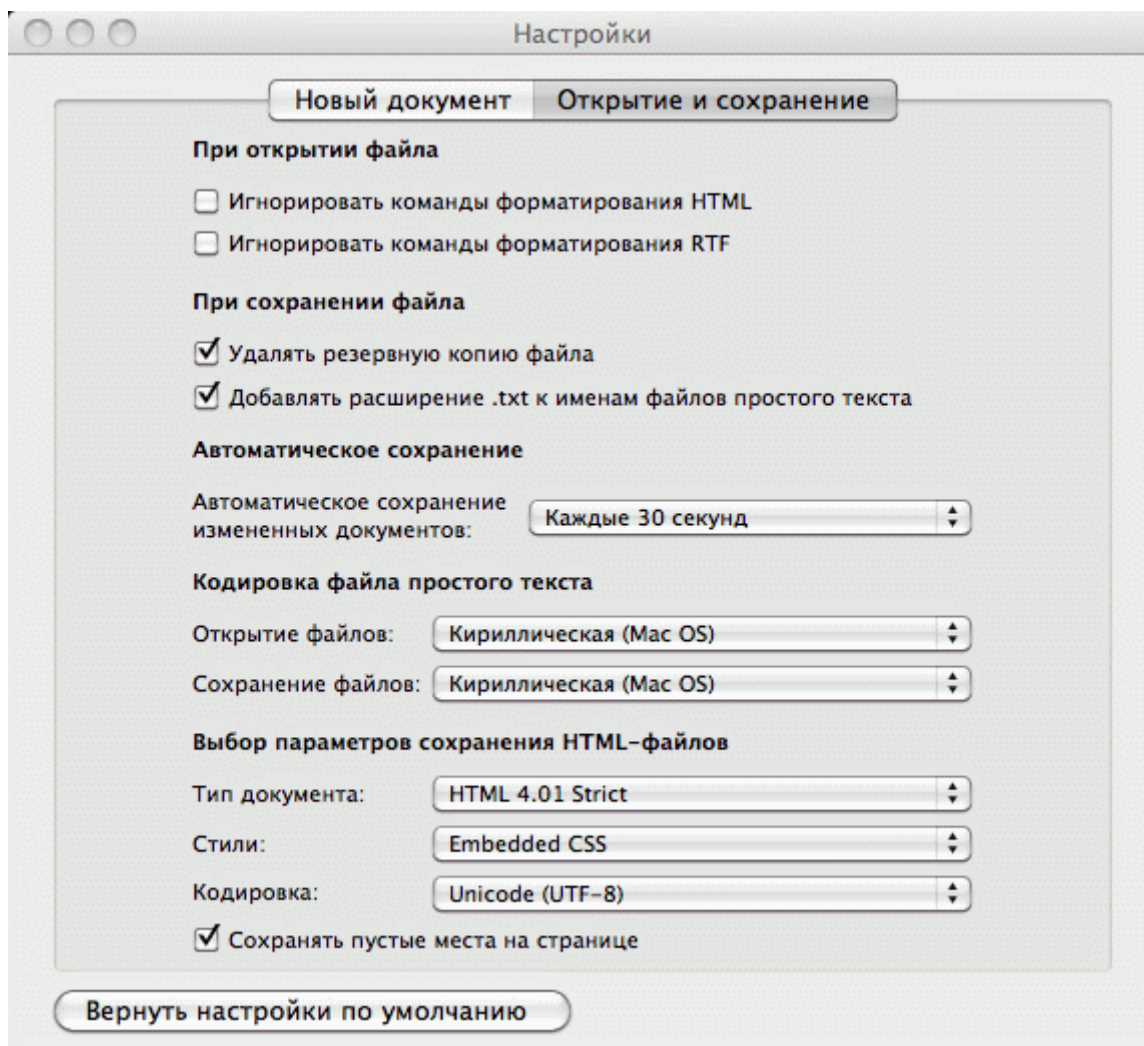 Настройки
Новый документ Открытие и сохранение
При открытии файла
Игнорировать команды форматирования HTML
Игнорировать команды форматирования RTF
При сохранении файла
Удалять резервную копию файла
Добавлять расширение .txt к именам файлов простого текста
Автоматическое сохранение
Автоматическое сохранение
измененных документов: Каждые 30 секунд
Кодировка файла простого текста
Открытие файлов: Кириллическая (Mac OS)
Сохранение файлов: Кириллическая (Mac OS)
Выбор параметров сохранения HTML-файлов
Тип документа: HTML 4.01 Strict
Стили: Embedded CSS
Кодировка: Unicode (UTF-8)
Сохранять пустые места на странице
Вернуть настройки по умолчанию